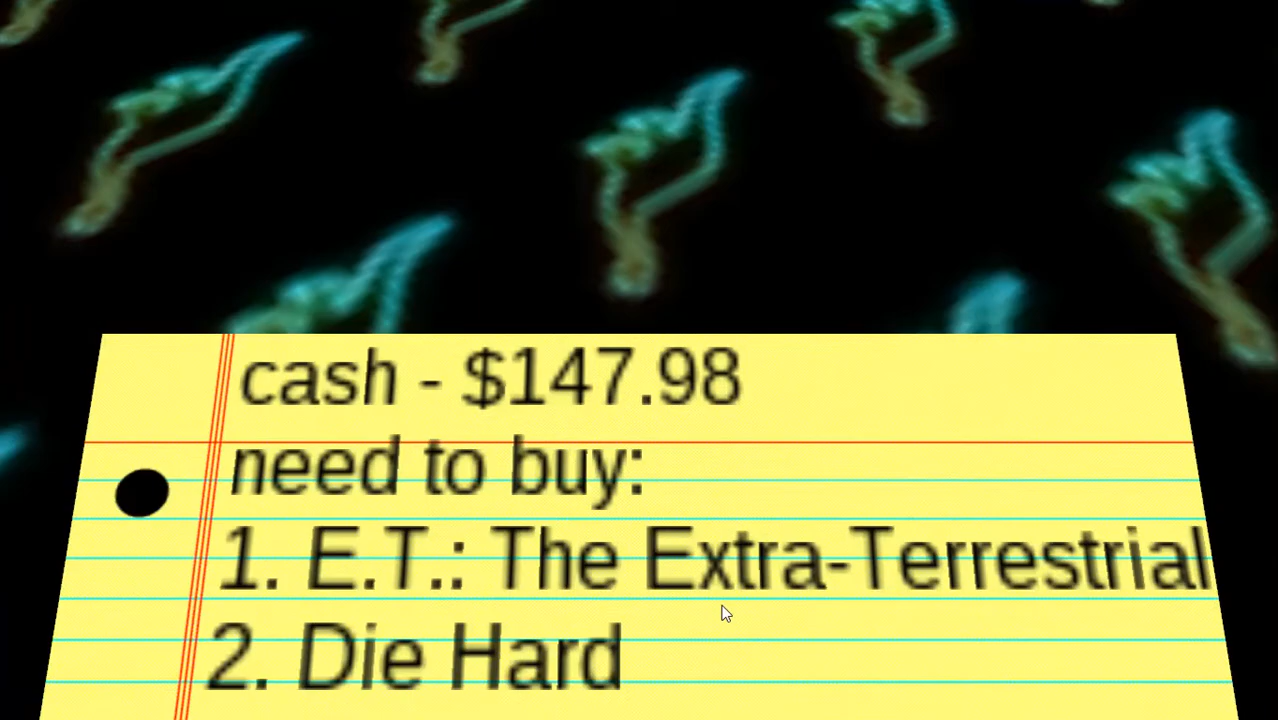 cash - $147.98
need to buy:
1. E.T.: The Extra-Terrestrial
2. Die Hard